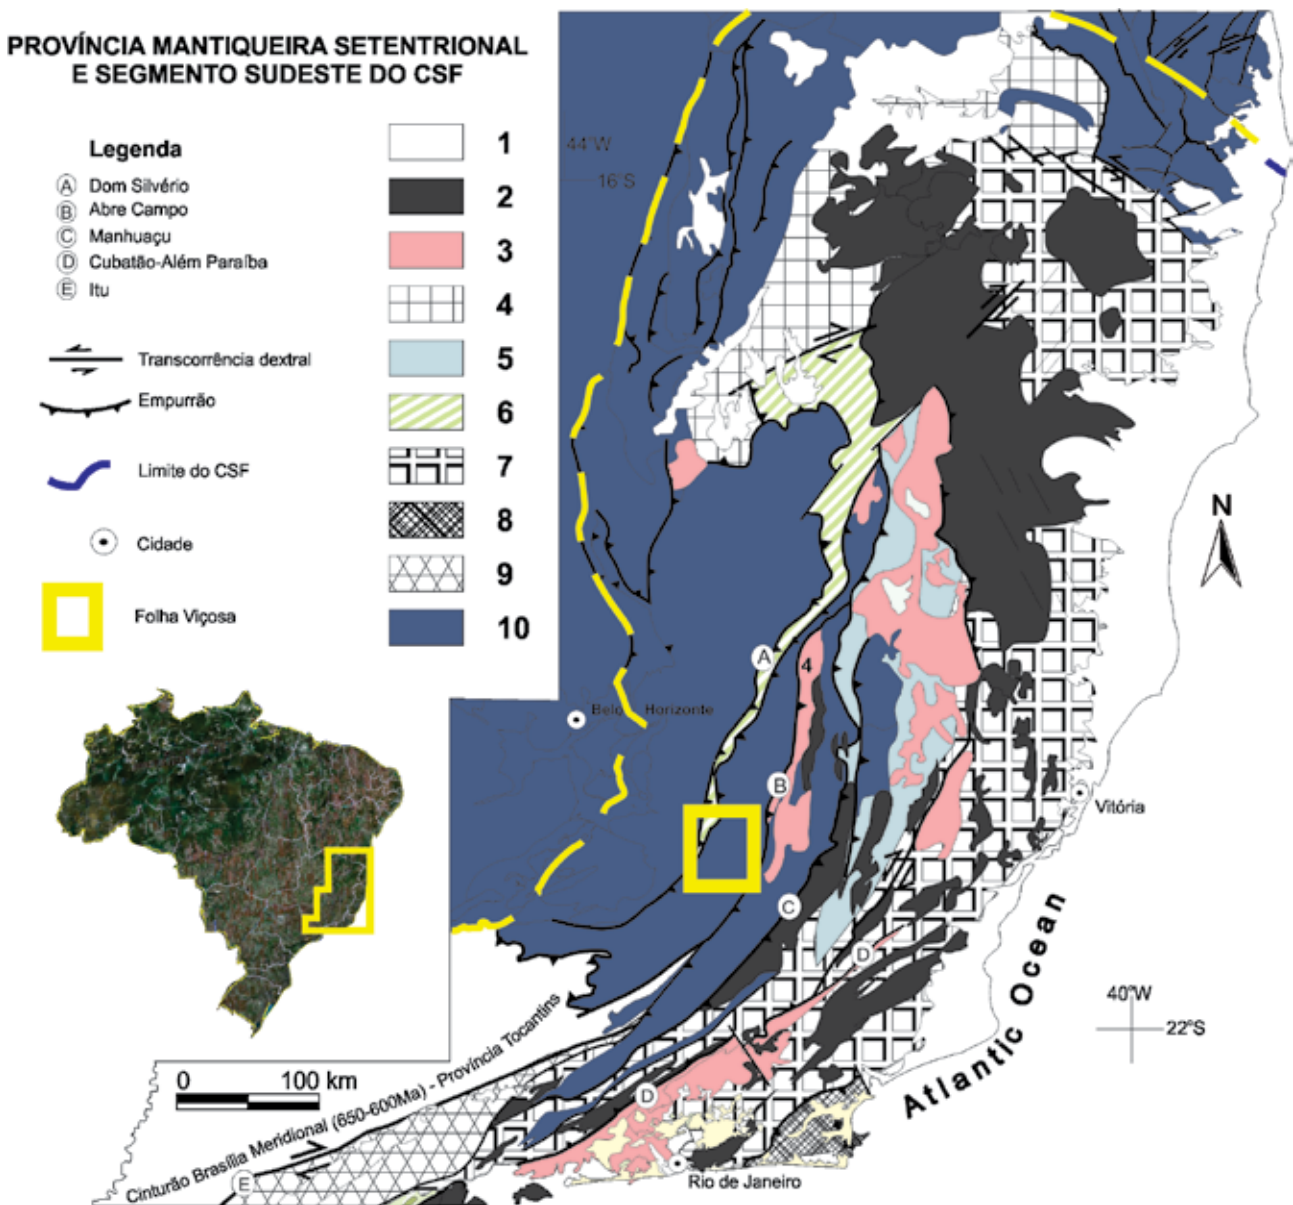 PROVÍNCIA MANTIQUEIRA SETENTRIONAL
E SEGMENTO SUDESTE DO CSF
Legenda
A Dom Silvério
B Abre Campo
C Manhuaçu
D Cubatão-Além Paraíba
E Itu
Transcorrência dextral
Empurrão
Limite do CSF
Cidade
Folha Viçosa
1
2
3
4
5
6
7
8
9
10
44°W
16°S
N
A
4
Belo Horizonte
B
Vitória
C
D
Atlantic Ocean
40°W
22°S
0 100 km
Cinturão Brasília Meridional (650-600Ma) - Província Tocantins
D
E
Rio de Janeiro